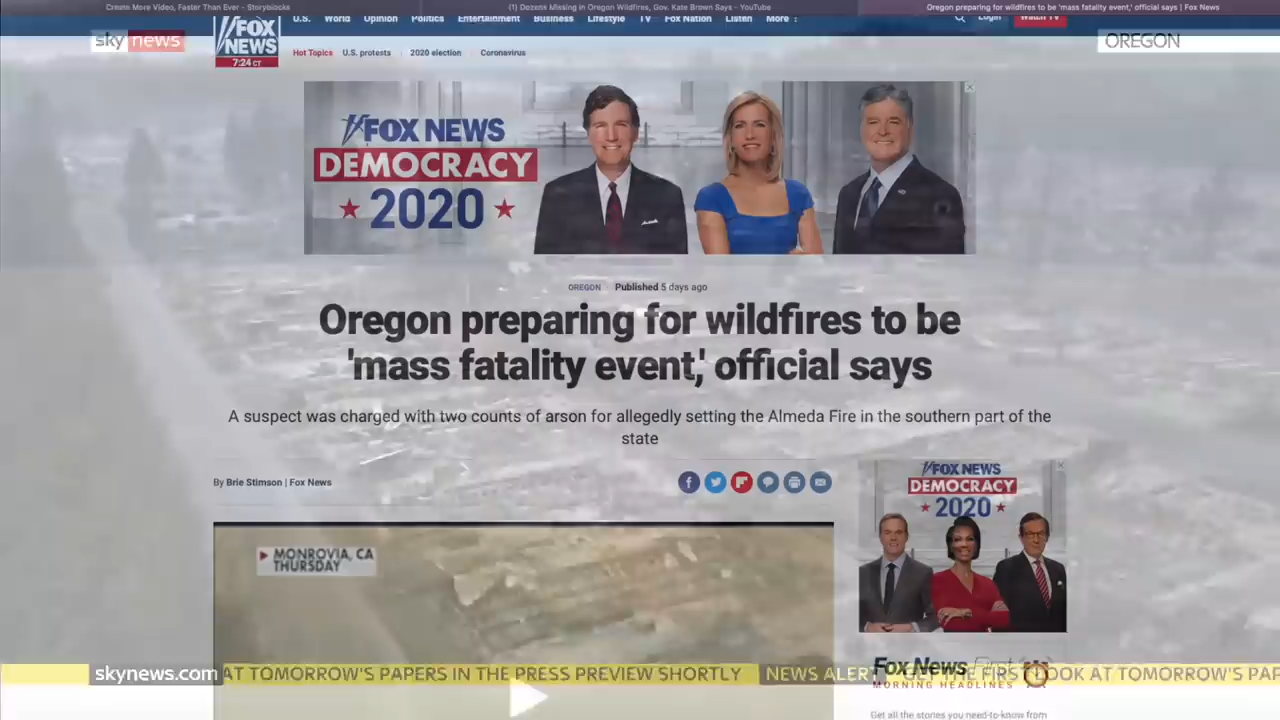 Create More Video, Faster Than Ever - Storyblocks
(1) Dozens Missing in Oregon Wildfires, Gov. Kate Brown Says - YouTube
Oregon preparing for wildfires to be 'mass fatality event,' official says | Fox News
U.S. World Opinion Politics Entertainment Business Lifestyle TV Fox Nation Listen More
Login
Watch TV
sky news
FOX
NEWS
7:24 CT
OREGON
Hot Topics U.S. protests 2020 election Coronavirus
FOX NEWS
DEMOCRACY
2020
OREGON Published 5 days ago
Oregon preparing for wildfires to be
'mass fatality event,' official says
A suspect was charged with two counts of arson for allegedly setting the Almeda Fire in the southern part of the
state
By Brie Stimson | Fox News
FOX NEWS
DEMOCRACY
2020
MONROVIA, CA
THURSDAY
skynews.com
AT TOMORROW'S PAPERS IN THE PRESS PREVIEW SHORTLY
NEWS ALERT
GET THE FIRST LOOK AT TOMORROW'S PAP
Fox News First
MORNING HEADLINES
Get all the stories you need-to-know from